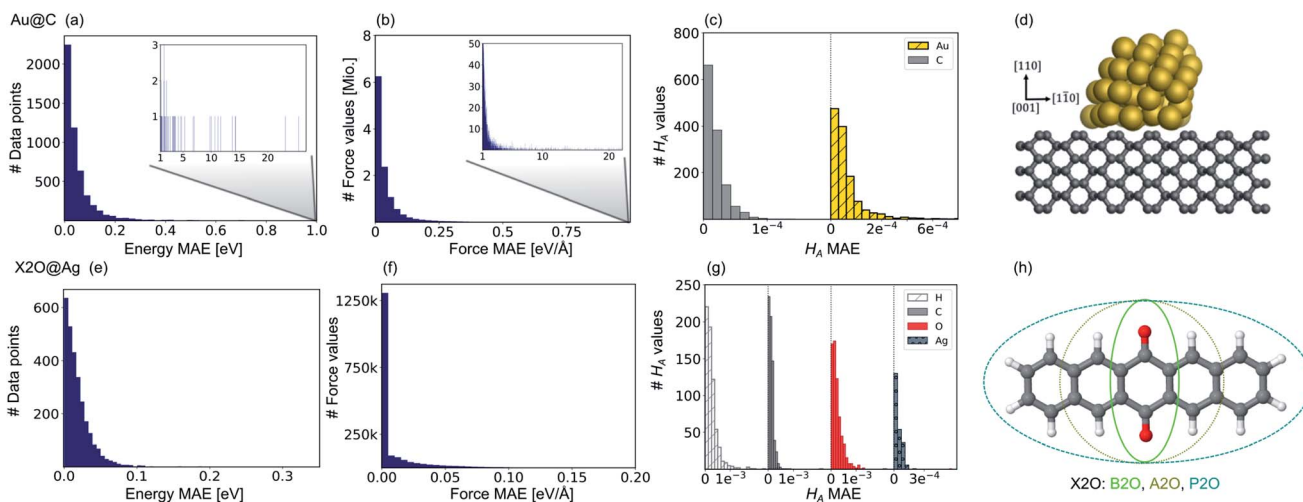 Au@C (a)
2000
1500
1000
500
# Data points
0.0 0.2 0.4 0.6 0.8 1.0
Energy MAE [eV]
3
2
1
1 5 10 15 20
(b)
8
6
4
2
0
# Force values [Mio.]
0 0.25 0.50 0.75
Force MAE [eV/Å]
50
40
30
20
10
1 10 20
(c)
800
600
400
200
0
# H_A values
Au
C
0 1e⁻⁴ 0 2e⁻⁴ 6e⁻⁴
H_A MAE
(d)
[110]
[001]
[11̄0]
X2O@Ag (e)
600
400
200
0
# Data points
0.0 0.1 0.2 0.3
Energy MAE [eV]
(f)
1250k
900k
600k
250k
0
# Force values
0.00 0.05 0.10 0.15 0.20
Force MAE [eV/Å]
(g)
250
200
150
100
50
# H_A values
H
C
O
Ag
0 1e⁻³ 0 1e⁻³ 0 1e⁻³ 0 3e⁻⁴
H_A MAE
(h)
X2O: B2O, A2O, P2O